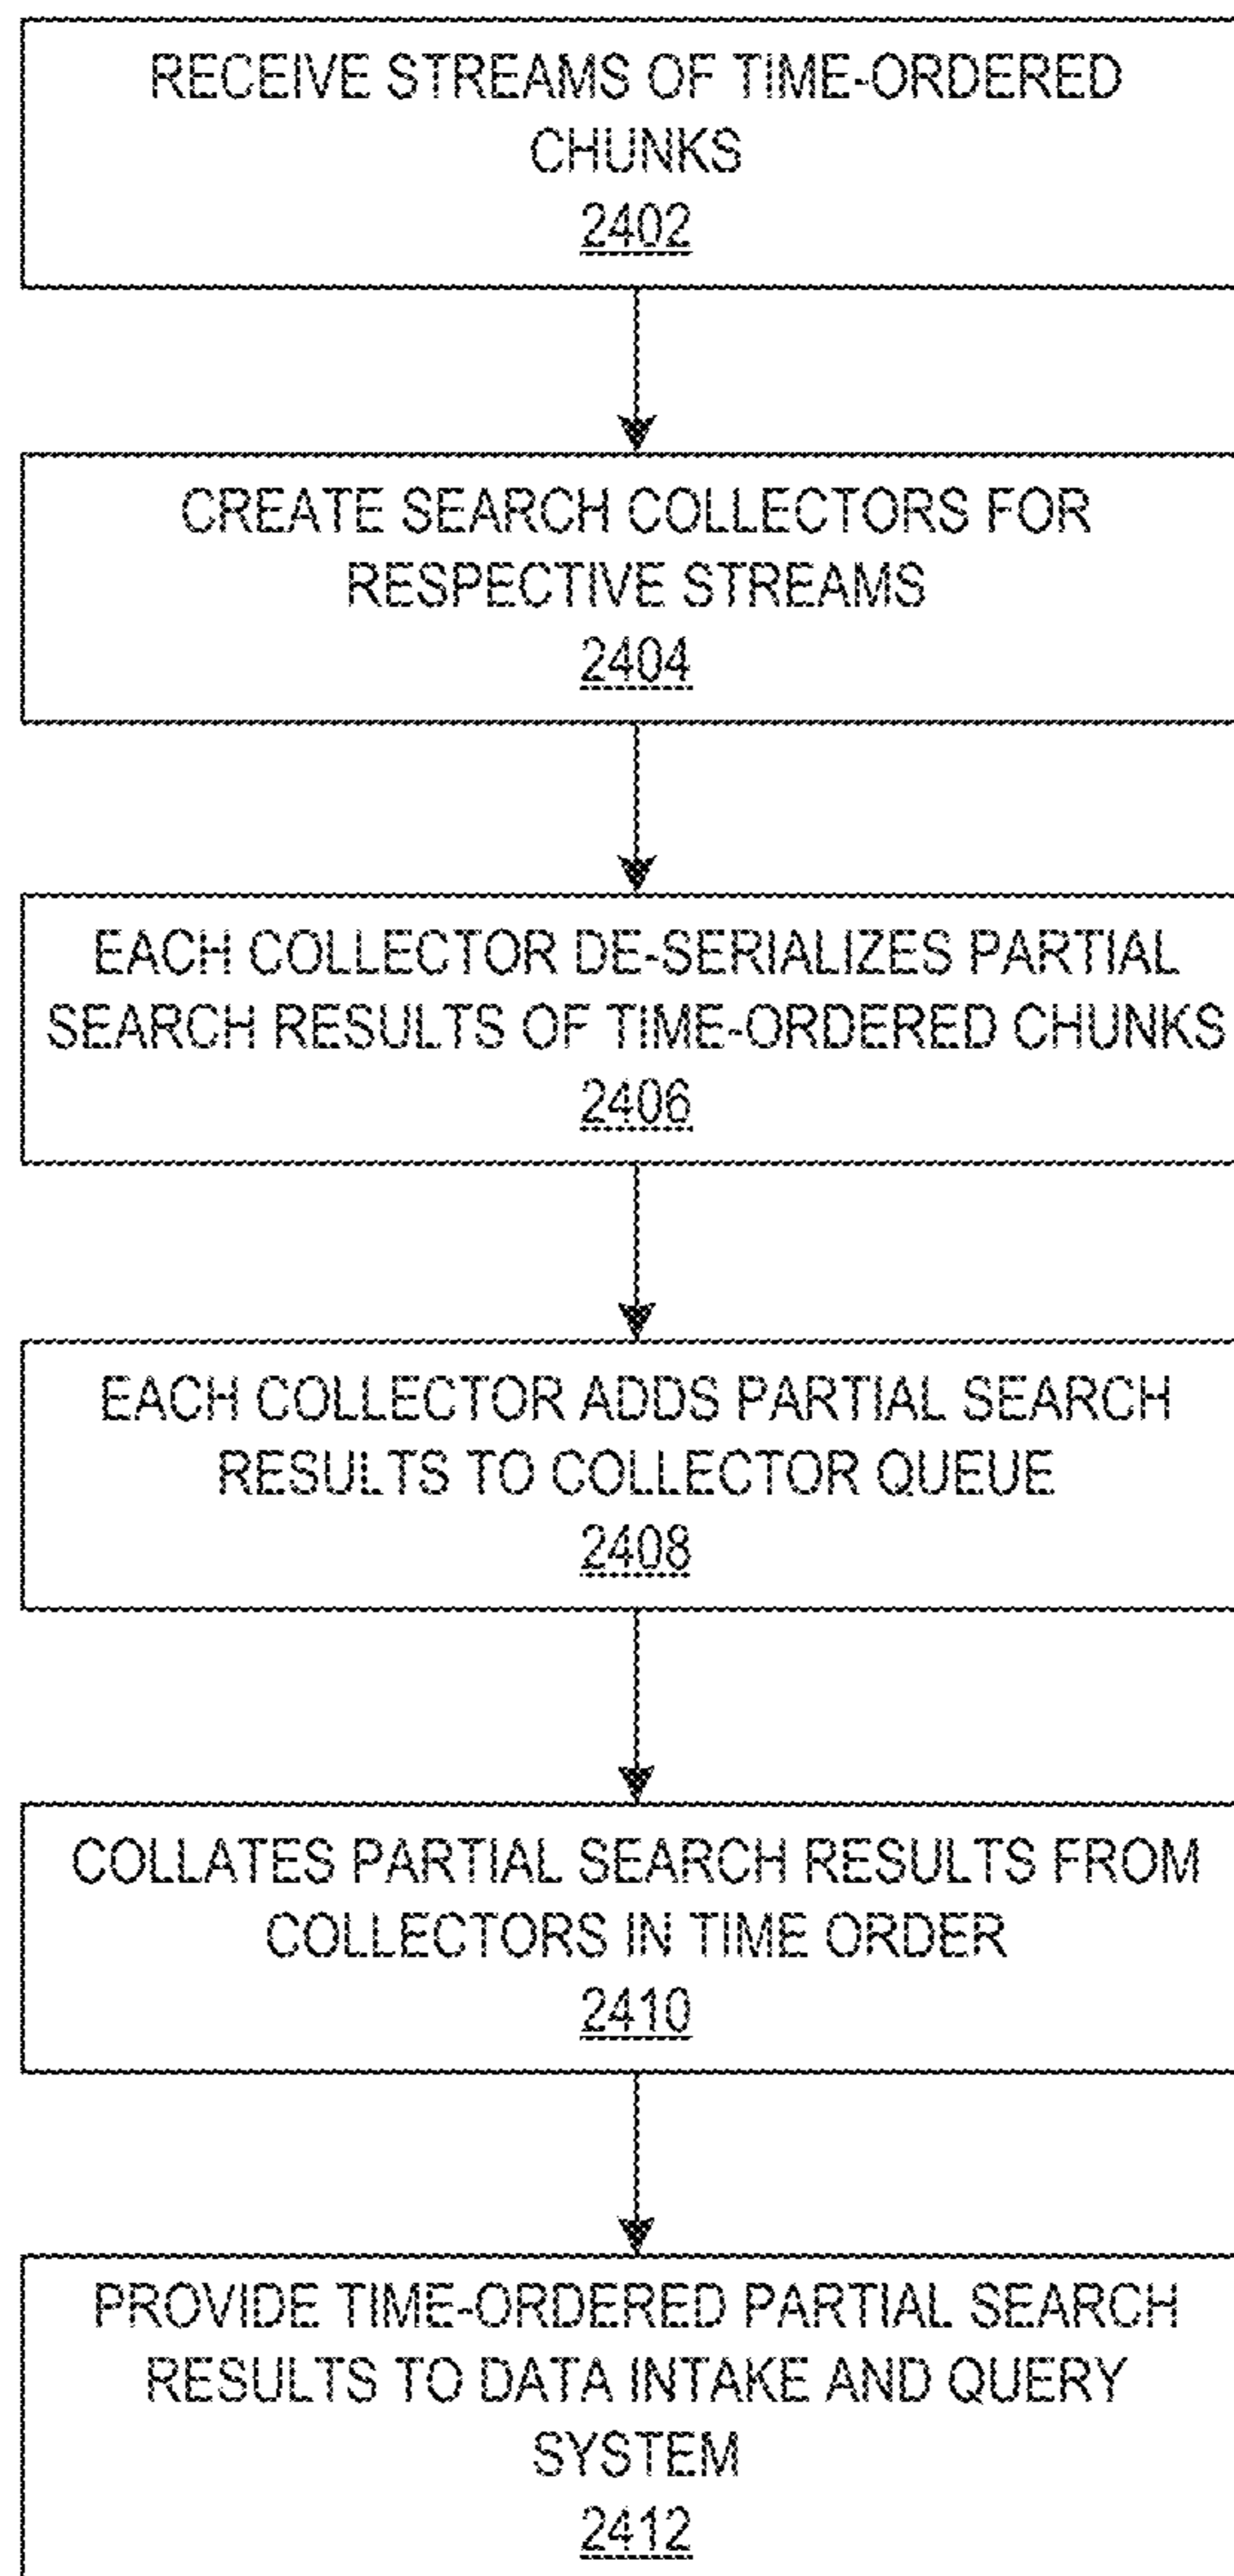 RECEIVE STREAMS OF TIME-ORDERED
CHUNKS
2402
CREATE SEARCH COLLECTORS FOR
RESPECTIVE STREAMS
2404
EACH COLLECTOR DE-SERIALIZES PARTIAL
SEARCH RESULTS OF TIME-ORDERED CHUNKS
2406
EACH COLLECTOR ADDS PARTIAL SEARCH
RESULTS TO COLLECTOR QUEUE
2408
COLLATES PARTIAL SEARCH RESULTS FROM
COLLECTORS IN TIME ORDER
2410
PROVIDE TIME-ORDERED PARTIAL SEARCH
RESULTS TO DATA INTAKE AND QUERY
SYSTEM
2412